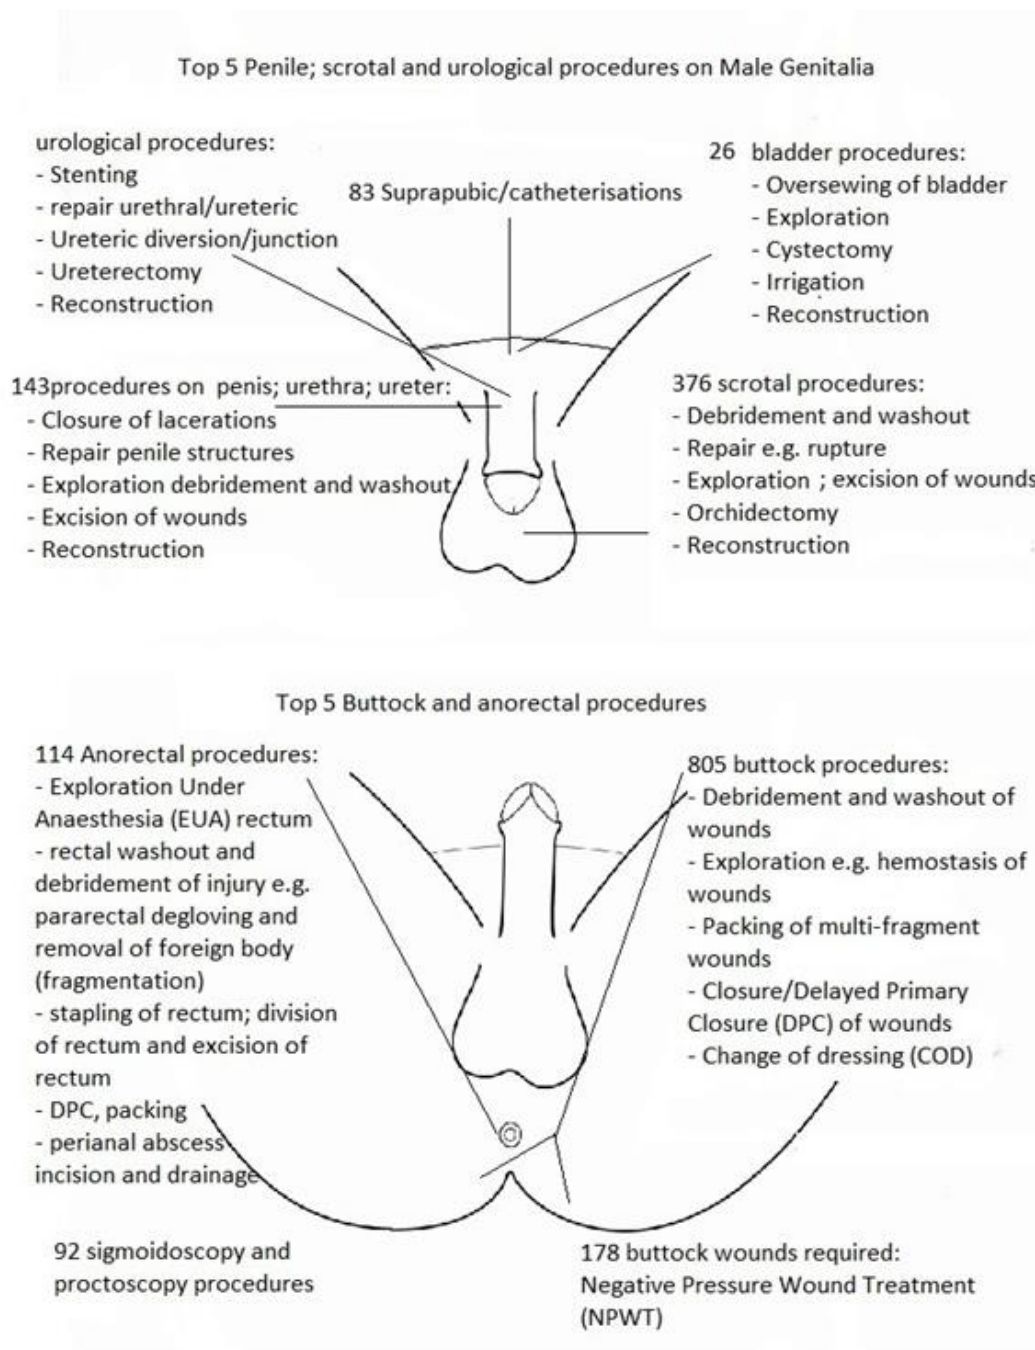 Top 5 Penile; scrotal and urological procedures on Male Genitalia
urological procedures:
- Stenting
- repair urethral/ureteric
- Ureteric diversion/junction
- Ureterectomy
- Reconstruction
83 Suprapubic/catheterisations
26 bladder procedures:
- Oversewing of bladder
- Exploration
- Cystectomy
- Irrigation
- Reconstruction
143procedures on penis; urethra; ureter:
- Closure of lacerations
- Repair penile structures
- Exploration debridement and washout
- Excision of wounds
- Reconstruction
376 scrotal procedures:
- Debridement and washout
- Repair e.g. rupture
- Exploration ; excision of wounds
- Orchidectomy
- Reconstruction
Top 5 Buttock and anorectal procedures
114 Anorectal procedures:
- Exploration Under
Anaesthesia (EUA) rectum
- rectal washout and
debridement of injury e.g.
pararectal degloving and
removal of foreign body
(fragmentation)
- stapling of rectum; division
of rectum and excision of
rectum
- DPC, packing
- perianal abscess
incision and drainage
805 buttock procedures:
- Debridement and washout of
wounds
- Exploration e.g. hemostasis of
wounds
- Packing of multi-fragment
wounds
- Closure/Delayed Primary
Closure (DPC) of wounds
- Change of dressing (COD)
92 sigmoidoscopy and
proctoscopy procedures
178 buttock wounds required:
Negative Pressure Wound Treatment
(NPWT)